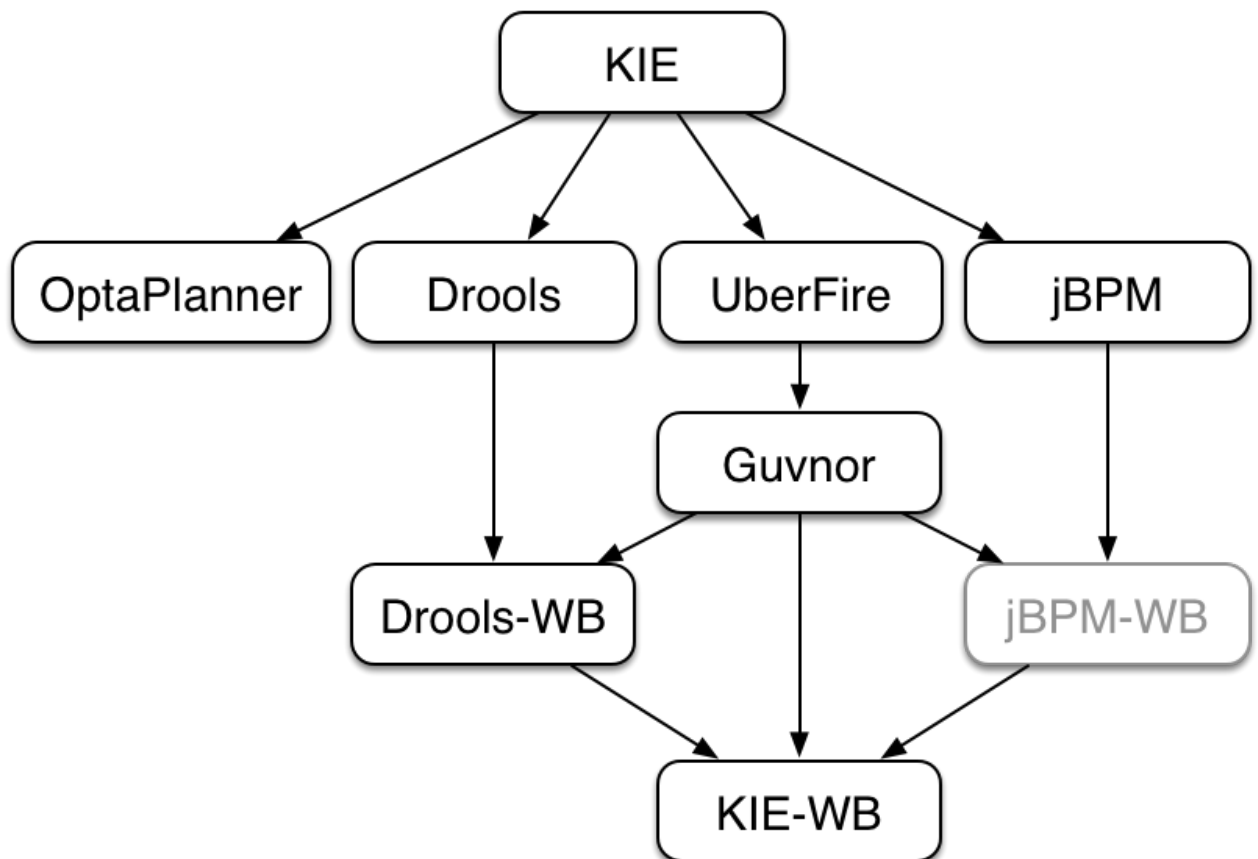 KIE
OptaPlanner
Drools
UberFire
jBPM
Guvnor
Drools-WB
jBPM-WB
KIE-WB